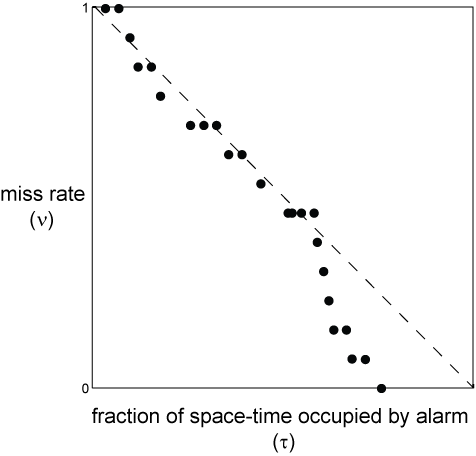 1
miss rate
(ν)
0
fraction of space-time occupied by alarm
(τ)